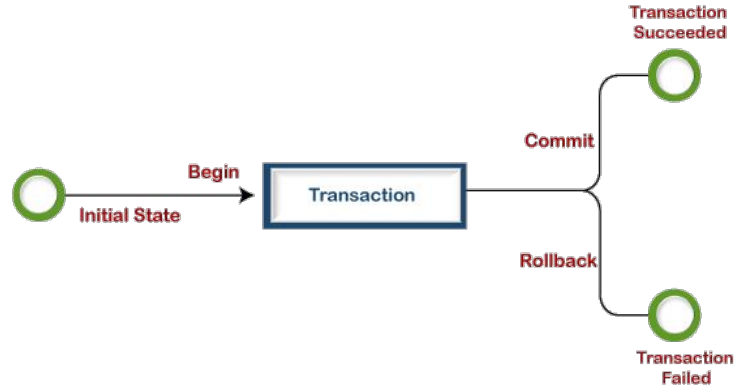 Transaction
Succeeded
Commit
Begin
Transaction
Initial State
Rollback
Transaction
Failed